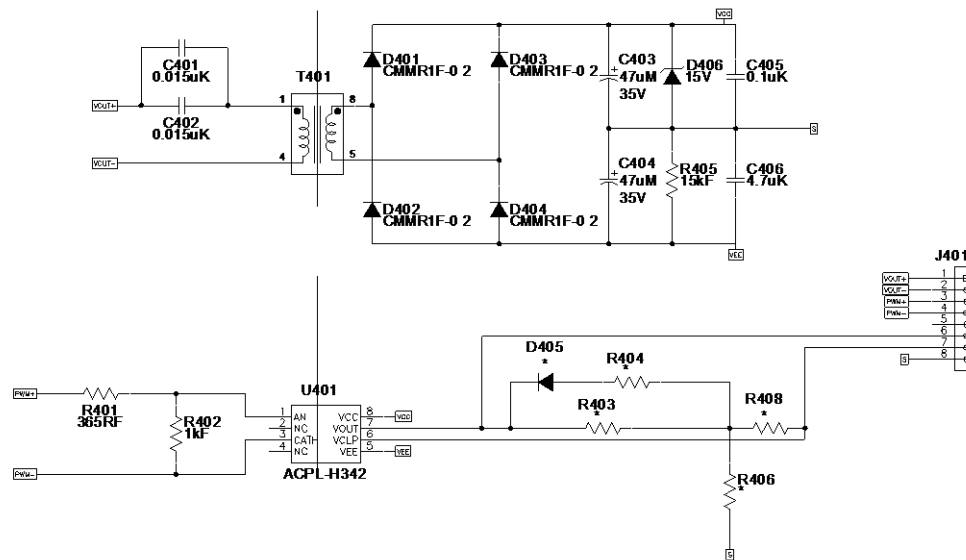 VCC
C401
0.015uK
T401
D401
CMMR1F-0 2
D403
CMMR1F-0 2
C403
47uM
35V
D406
15V
C405
0.1uK
VOUT+
1
8
C402
0.015uK
S
VOUT-
4
5
C404
47uM
35V
R405
15kF
C406
4.7uK
D402
CMMR1F-0 2
D404
CMMR1F-0 2
VEE
J401
VOUT+ 1
VOUT- 2
PWM+ 3
PWM- 4
5
6
7
S 8
D405
*
R404
*
PWM+
U401
R401
365RF
R402
1kF
R403
*
R408
*
1 AN VCC 8 VCC
2 NC VOUT 7
3 CATH VCLP 6
4 NC VEE 5 VEE
PWM-
ACPL-H342
R406
*
S